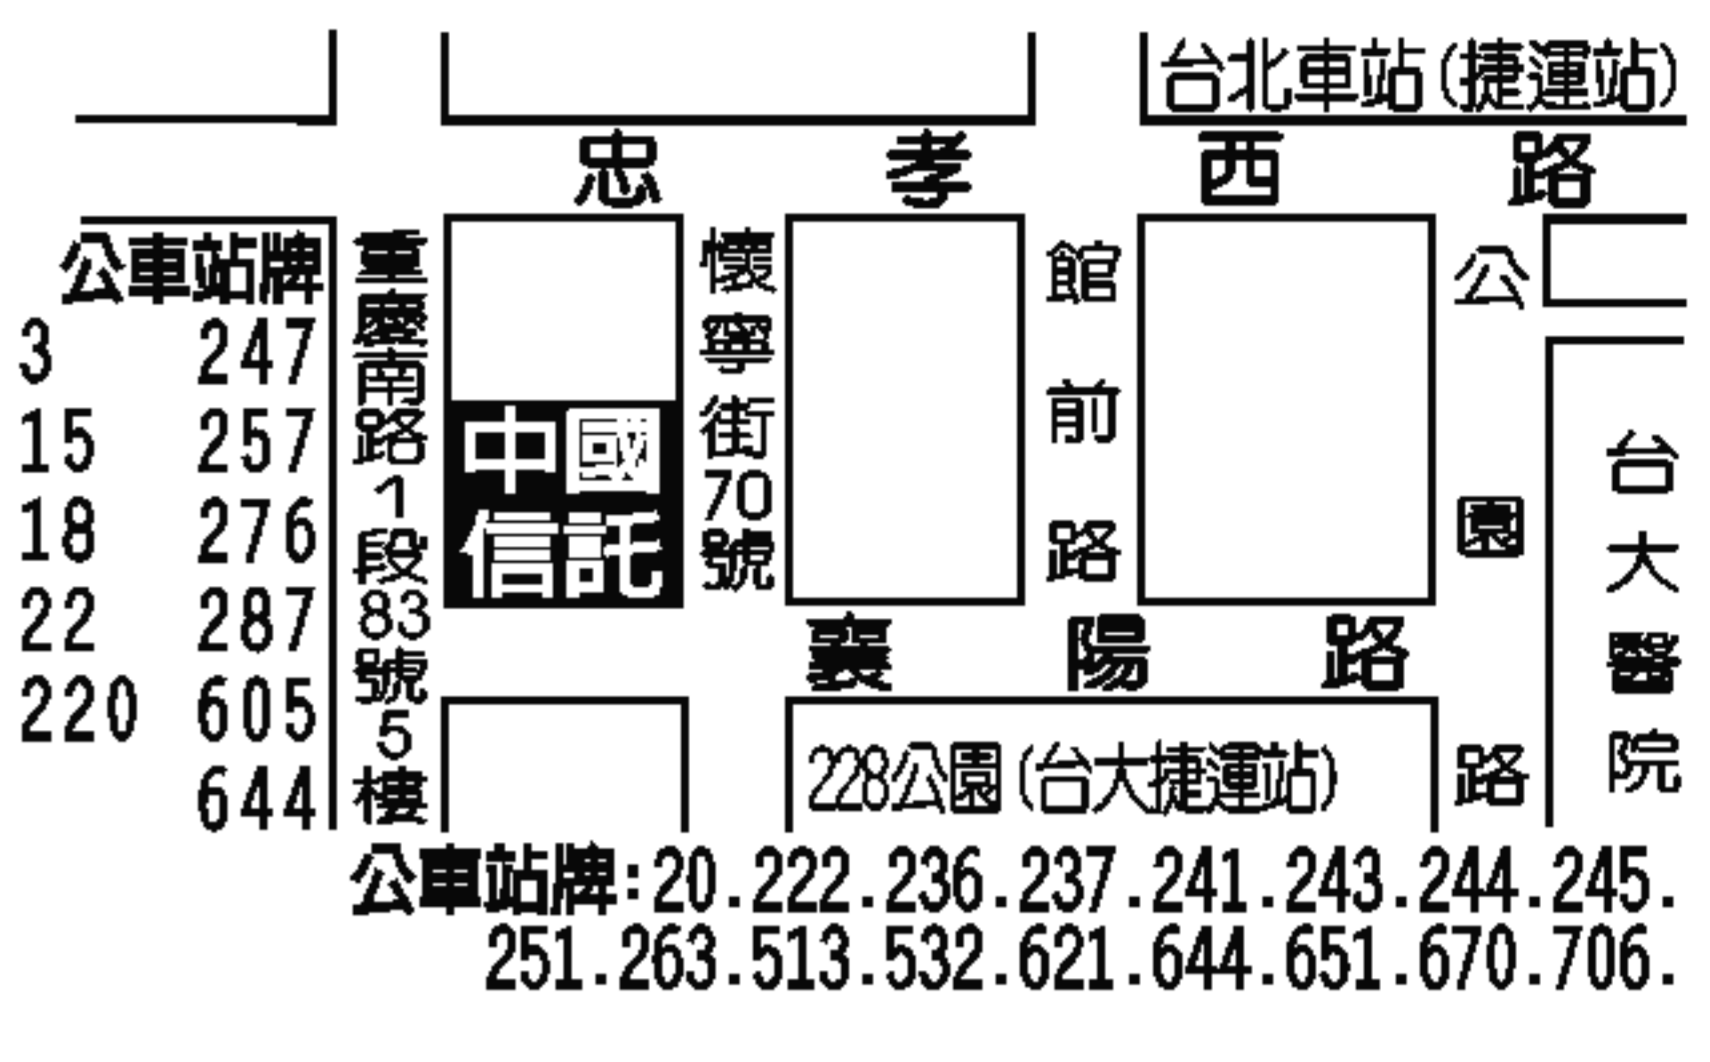 台北車站(捷運站)
忠孝西路
公車站牌
3 247
15 257
18 276
22 287
220 605
644
重慶南路1段83號5樓
中國
信託
懷寧街70號
館前路
公園路
台大醫院
襄陽路
228公園(台大捷運站)
公車站牌:20.222.236.237.241.243.244.245.
251.263.513.532.621.644.651.670.706.